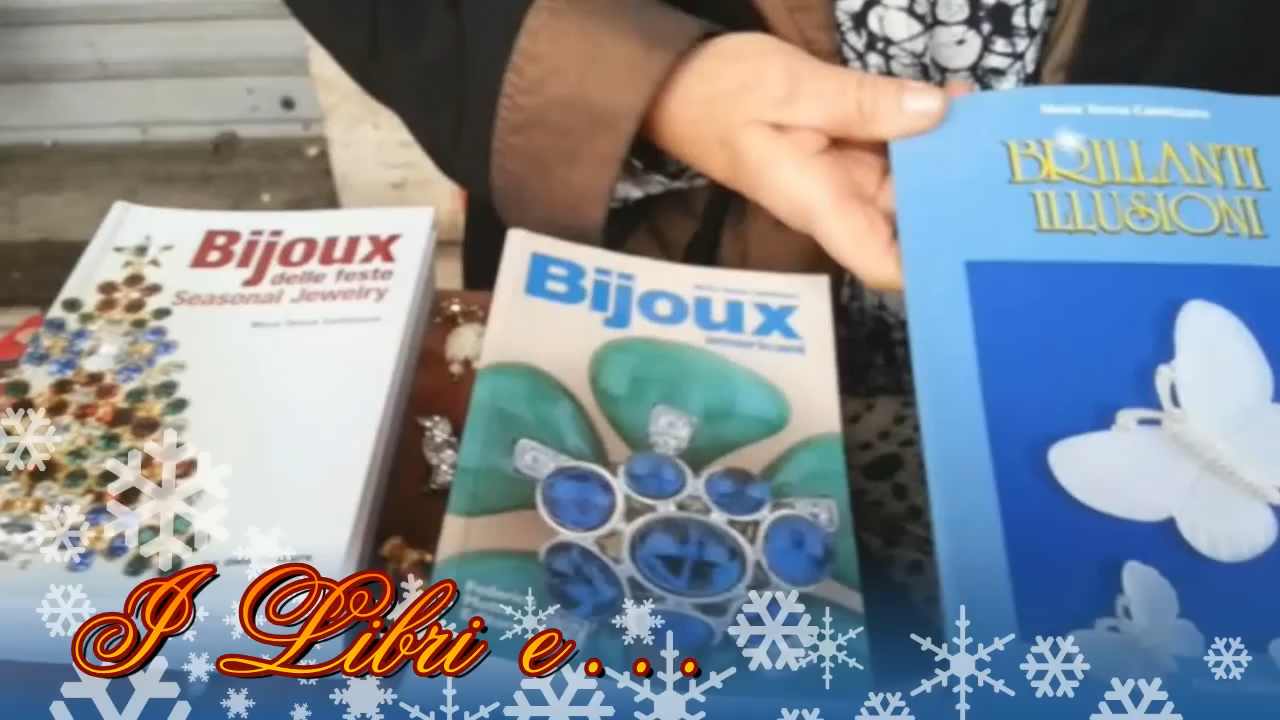 Bijoux
delle feste
Seasonal Jewelry
Bijoux
BRILLANTI
ILLUSIONI
I Libri e...